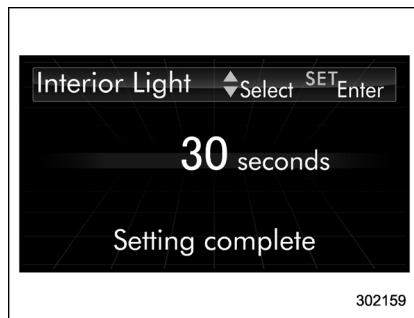 Interior Light Select SET Enter
30 seconds
Setting complete
302159